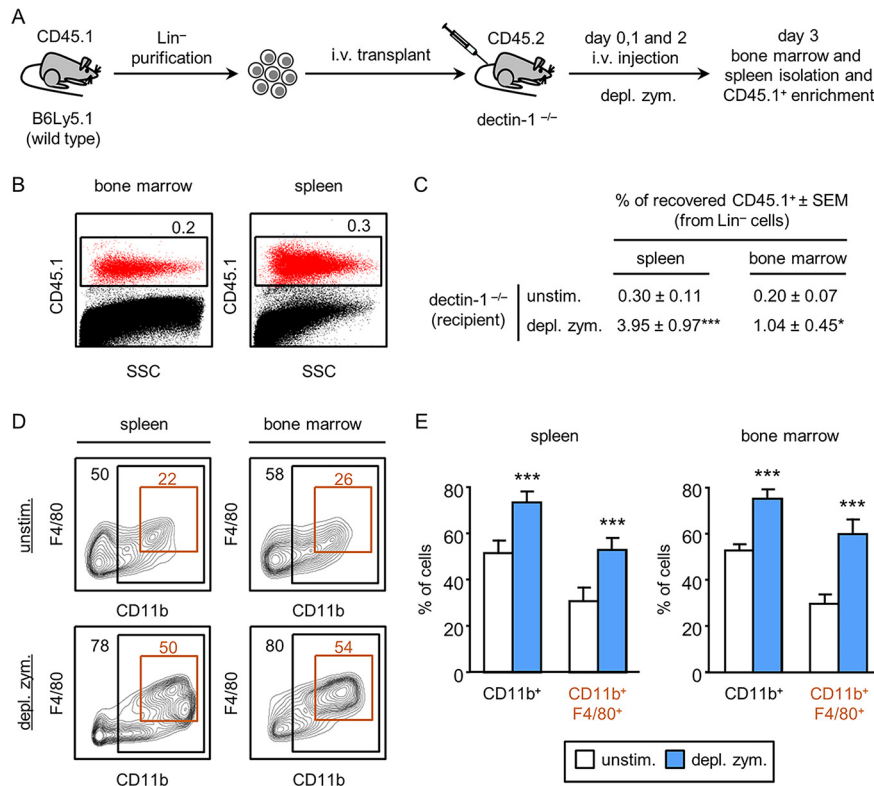 A
CD45.1
B6Ly5.1
(wild type)
Lin–
purification
i.v. transplant
CD45.2
dectin-1 –/–
day 0,1 and 2
i.v. injection
depl. zym.
day 3
bone marrow and
spleen isolation and
CD45.1+ enrichment
B
bone marrow
0.2
CD45.1
SSC
spleen
0.3
CD45.1
SSC
C
% of recovered CD45.1+ ± SEM
(from Lin– cells)
spleen bone marrow
dectin-1–/–
(recipient)
unstim. 0.30 ± 0.11 0.20 ± 0.07
depl. zym. 3.95 ± 0.97*** 1.04 ± 0.45*
D
spleen
bone marrow
unstim.
50
22
F4/80
CD11b
58
26
F4/80
CD11b
depl. zym.
78
50
F4/80
CD11b
80
54
F4/80
CD11b
E
spleen
% of cells
80
60
40
20
0
***
***
CD11b+
CD11b+
F4/80+
bone marrow
% of cells
80
60
40
20
0
***
***
CD11b+
CD11b+
F4/80+
unstim. depl. zym.